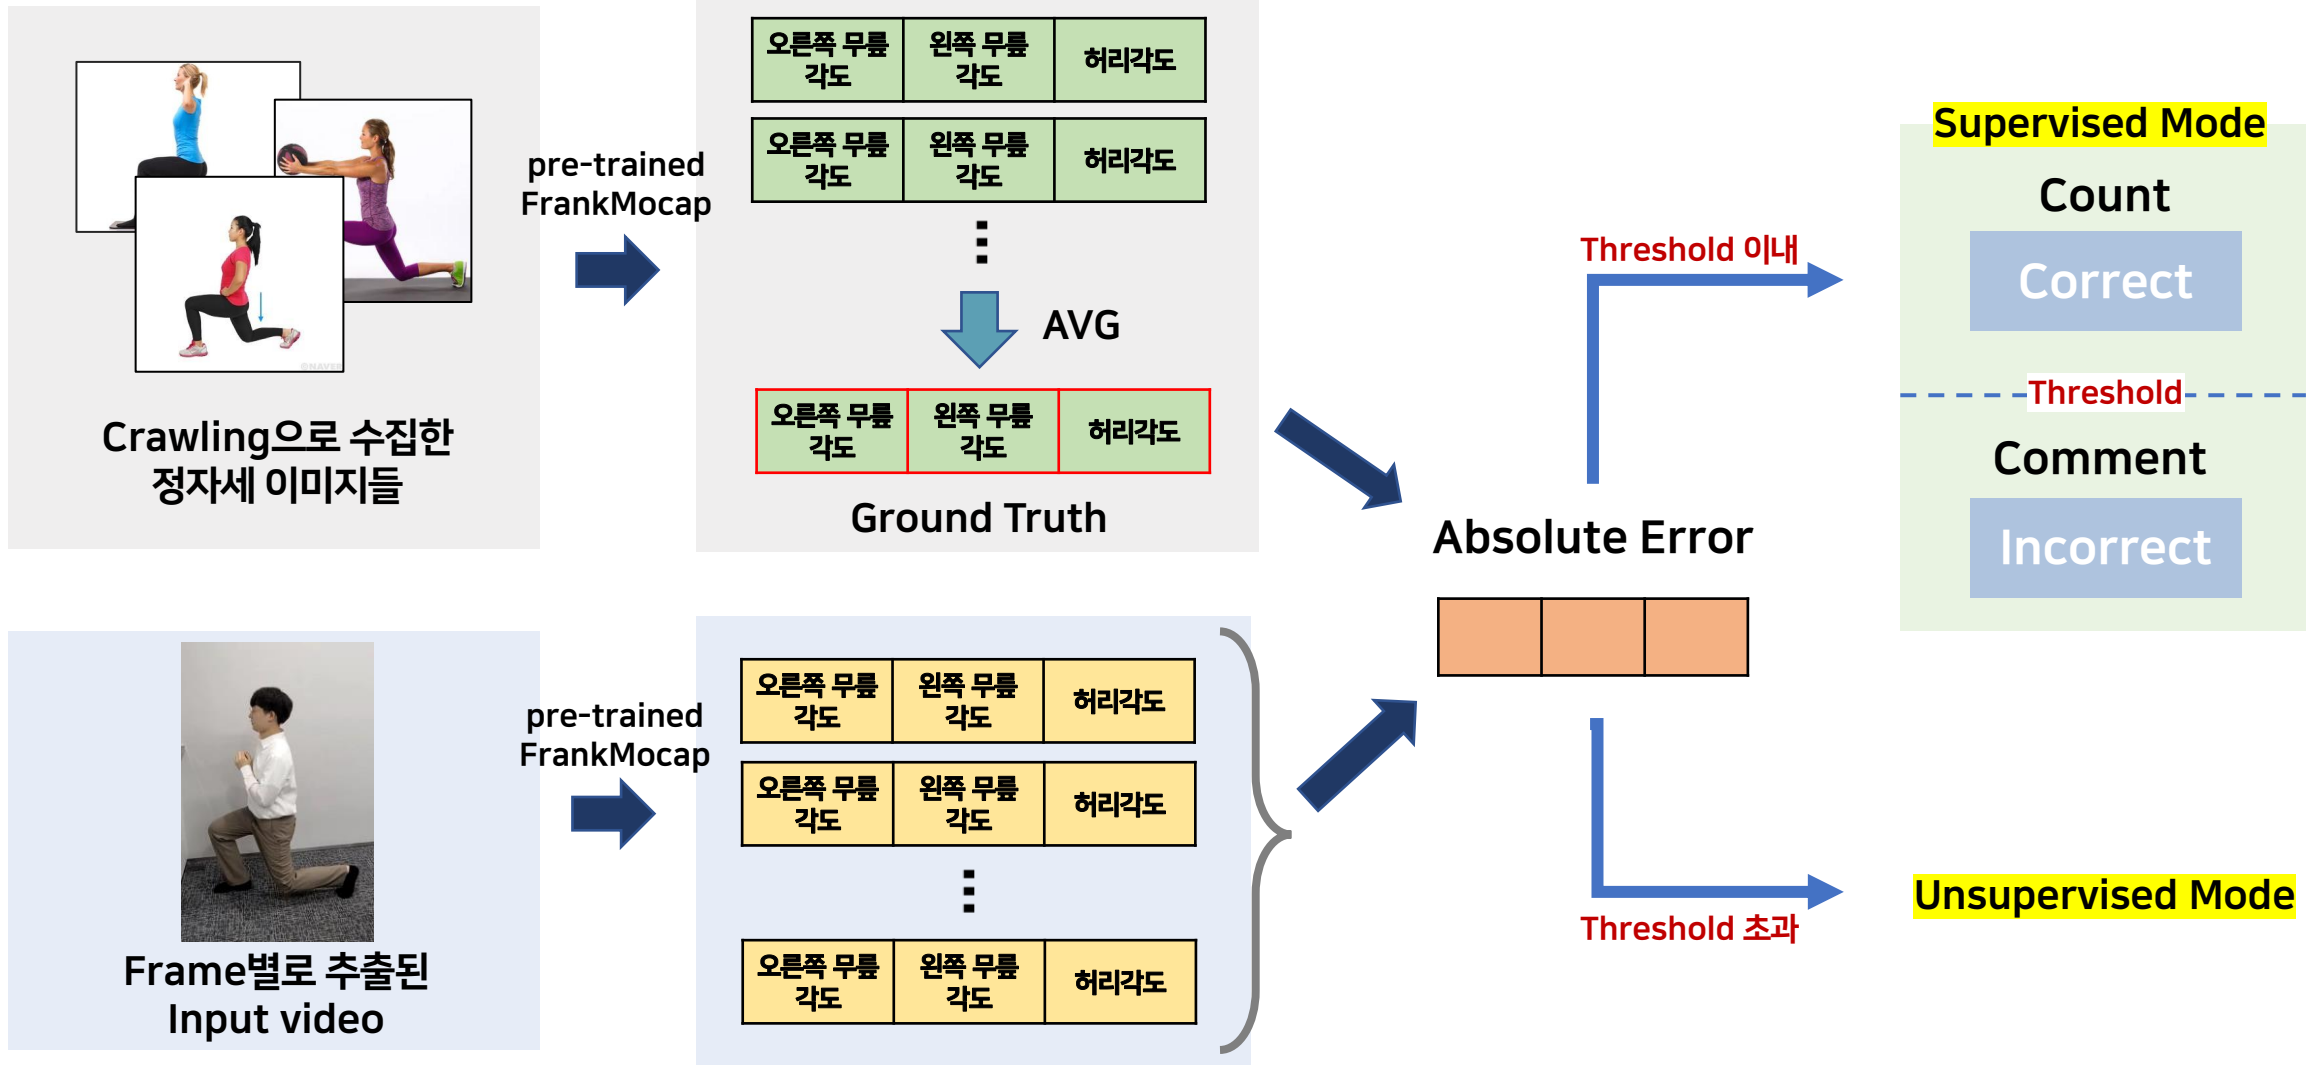 Crawling으로 수집한
정자세 이미지들
©NAVER
pre-trained
FrankMocap
오른쪽 무릎
각도
왼쪽 무릎
각도
허리각도
오른쪽 무릎
각도
왼쪽 무릎
각도
허리각도
AVG
오른쪽 무릎
각도
왼쪽 무릎
각도
허리각도
Ground Truth
Frame별로 추출된
Input video
pre-trained
FrankMocap
오른쪽 무릎
각도
왼쪽 무릎
각도
허리각도
오른쪽 무릎
각도
왼쪽 무릎
각도
허리각도
오른쪽 무릎
각도
왼쪽 무릎
각도
허리각도
Absolute Error
Threshold 이내
Supervised Mode
Count
Correct
Threshold
Comment
Incorrect
Threshold 초과
Unsupervised Mode